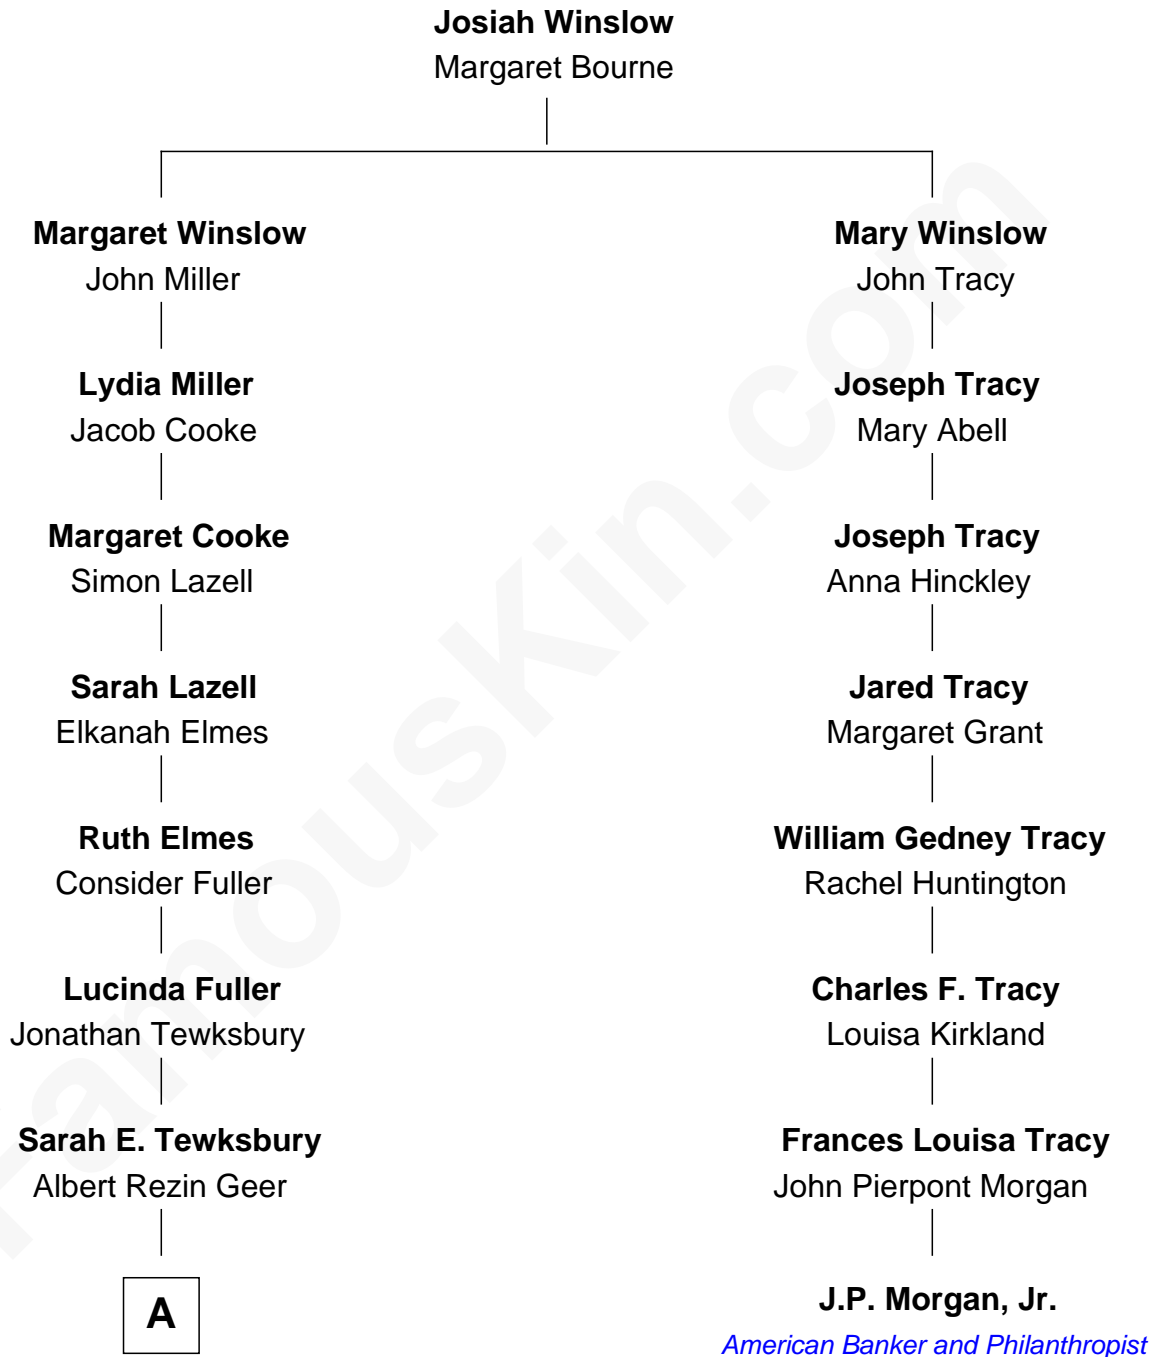 Josiah Winslow
Margaret Bourne
Margaret Winslow
John Miller
Mary Winslow
John Tracy
Lydia Miller
Jacob Cooke
Joseph Tracy
Mary Abell
Margaret Cooke
Simon Lazell
Joseph Tracy
Anna Hinckley
Sarah Lazell
Elkanah Elmes
Jared Tracy
Margaret Grant
Ruth Elmes
Consider Fuller
William Gedney Tracy
Rachel Huntington
Lucinda Fuller
Jonathan Tewksbury
Charles F. Tracy
Louisa Kirkland
Sarah E. Tewksbury
Albert Rezin Geer
Frances Louisa Tracy
John Pierpont Morgan
A
J.P. Morgan, Jr.
American Banker and Philanthropist
FamousKin.com